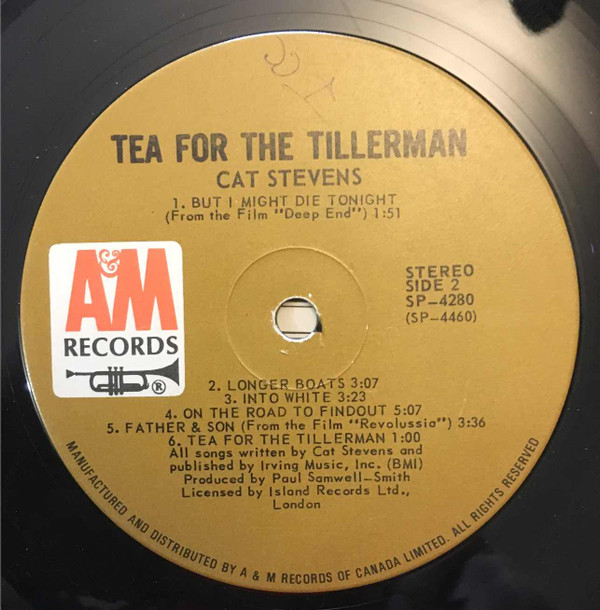 TEA FOR THE TILLERMAN
CAT STEVENS
1. BUT I MIGHT DIE TONIGHT
(From the Film "Deep End") 1:51
A&M
RECORDS
®
STEREO
SIDE 2
SP-4280
(SP-4460)
2. LONGER BOATS 3:07
3. INTO WHITE 3:23
4. ON THE ROAD TO FINDOUT 5:07
5. FATHER & SON (From the Film "Revolussia") 3:36
6. TEA FOR THE TILLERMAN 1:00
All songs written by Cat Stevens and
published by Irving Music, Inc. (BMI)
Produced by Paul Samwell-Smith
Licensed by Island Records Ltd.,
London
MANUFACTURED AND DISTRIBUTED BY A & M RECORDS OF CANADA LIMITED. ALL RIGHTS RESERVED